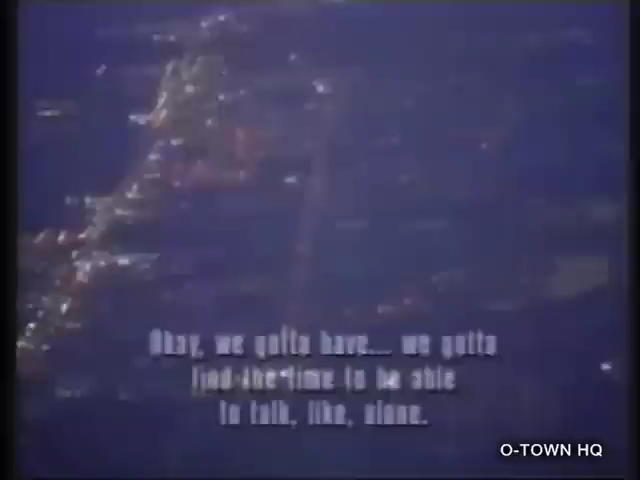 Okay, we gotta have... we gotta
find the time to be able
to talk, like, alone.
O-TOWN HQ